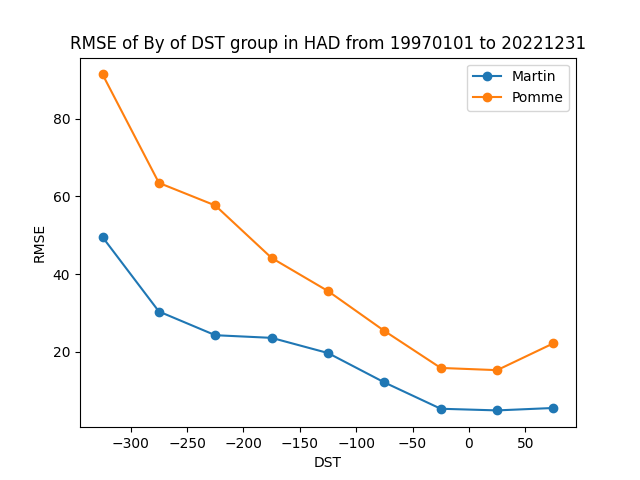 RMSE of By of DST group in HAD from 19970101 to 20221231
Martin
Pomme
RMSE
80
60
40
20
−300
−250
−200
−150
−100
−50
0
50
DST